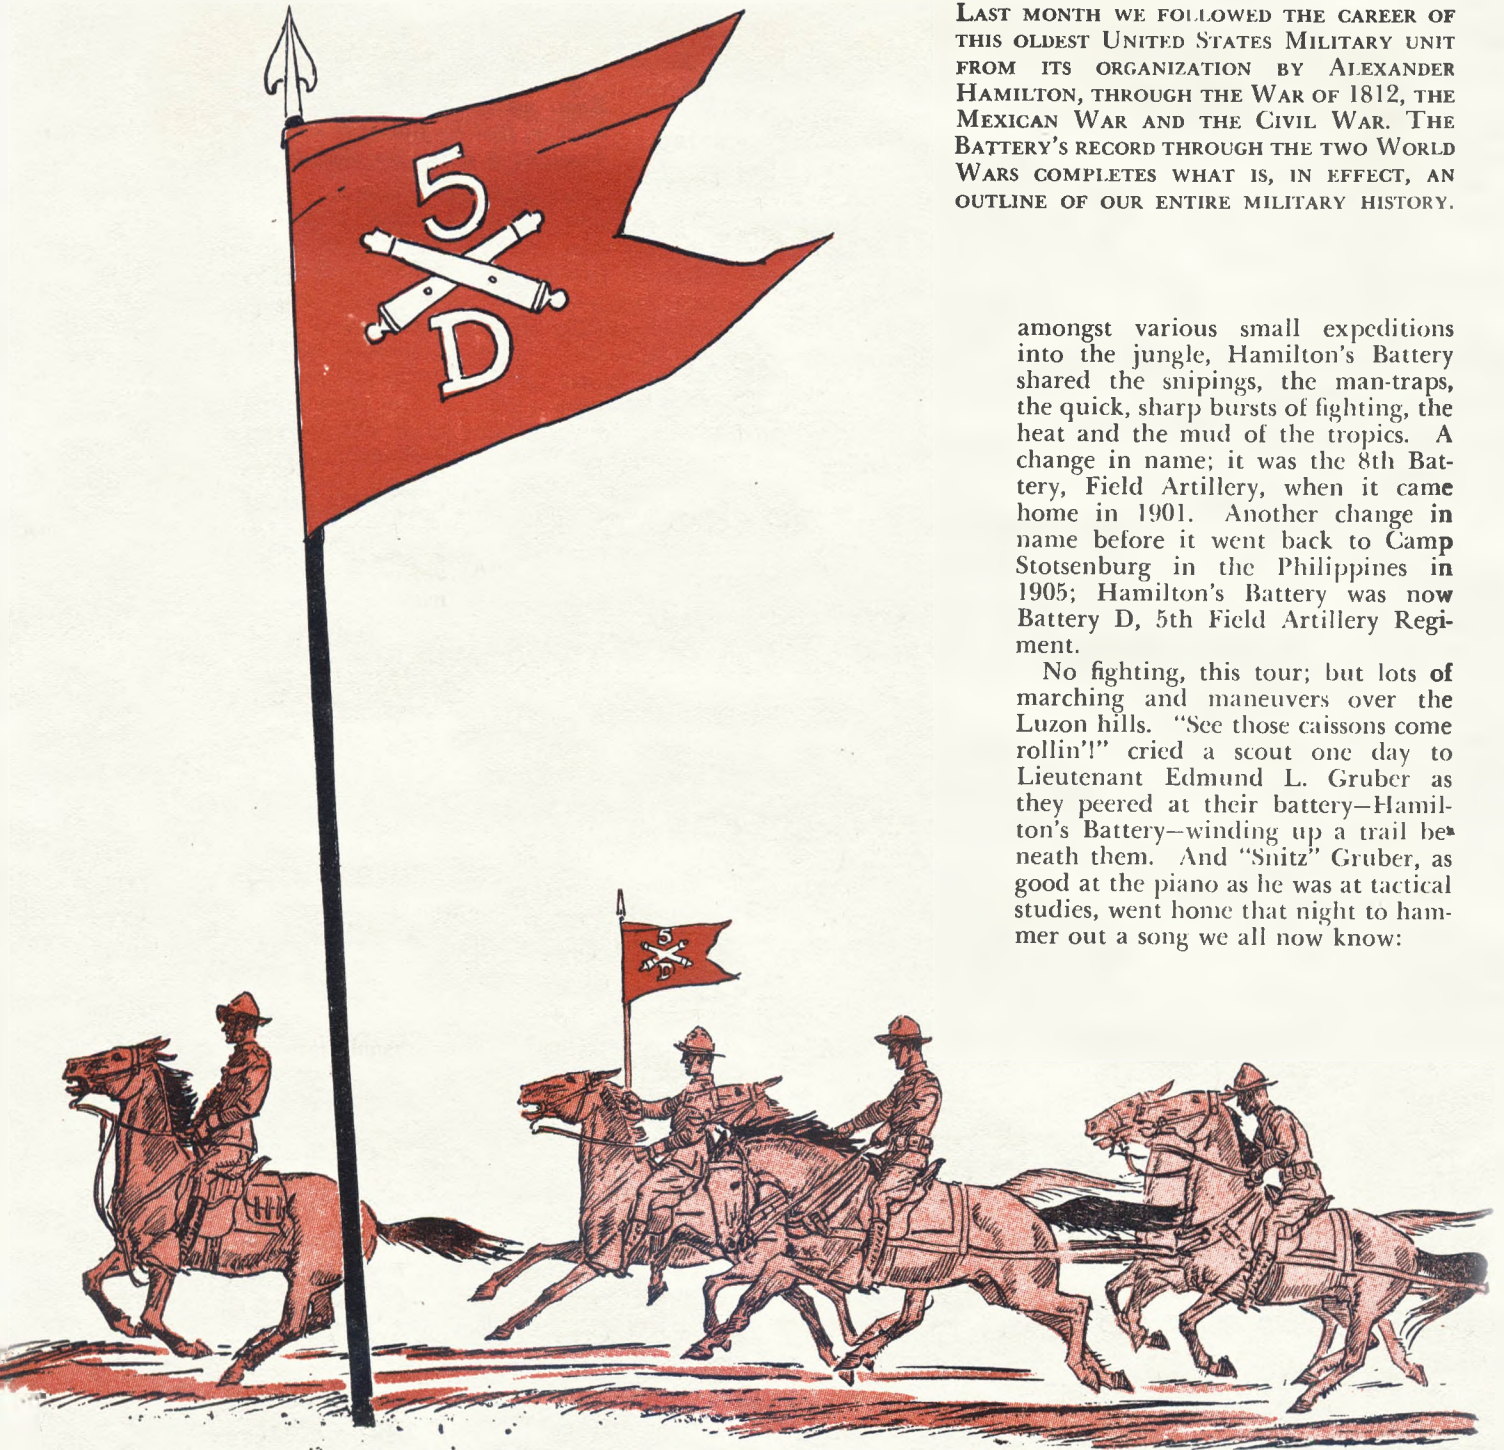 5
D
LAST MONTH WE FOLLOWED THE CAREER OF
THIS OLDEST UNITED STATES MILITARY UNIT
FROM ITS ORGANIZATION BY ALEXANDER
HAMILTON, THROUGH THE WAR OF 1812, THE
MEXICAN WAR AND THE CIVIL WAR. THE
BATTERY'S RECORD THROUGH THE TWO WORLD
WARS COMPLETES WHAT IS, IN EFFECT, AN
OUTLINE OF OUR ENTIRE MILITARY HISTORY.
amongst various small expeditions
into the jungle, Hamilton's Battery
shared the snipings, the man-traps,
the quick, sharp bursts of fighting, the
heat and the mud of the tropics. A
change in name; it was the 8th Bat-
tery, Field Artillery, when it came
home in 1901. Another change in
name before it went back to Camp
Stotsenburg in the Philippines in
1905; Hamilton's Battery was now
Battery D, 5th Field Artillery Regi-
ment.
No fighting, this tour; but lots of
marching and maneuvers over the
Luzon hills. "See those caissons come
rollin'!" cried a scout one day to
Lieutenant Edmund L. Gruber as
they peered at their battery—Hamil-
ton's Battery—winding up a trail be-
neath them. And "Snitz" Gruber, as
good at the piano as he was at tactical
studies, went home that night to ham-
mer out a song we all now know:
5
D